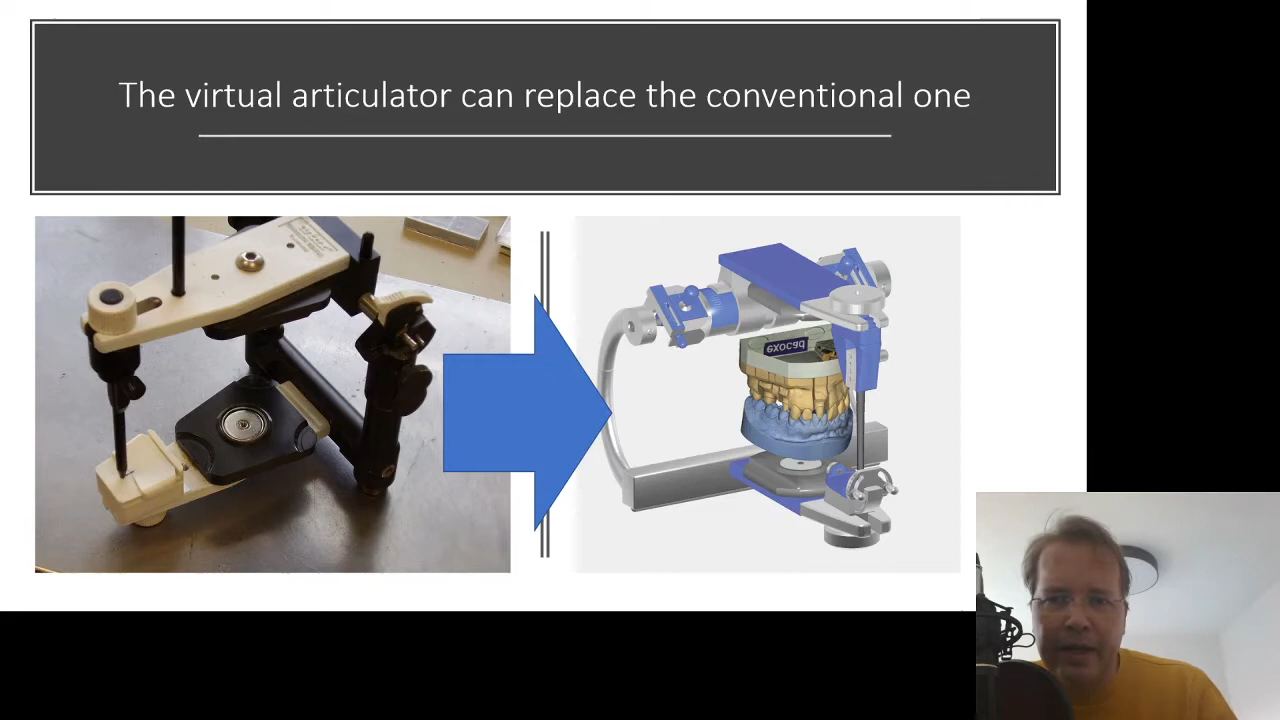 The virtual articulator can replace the conventional one
exocad